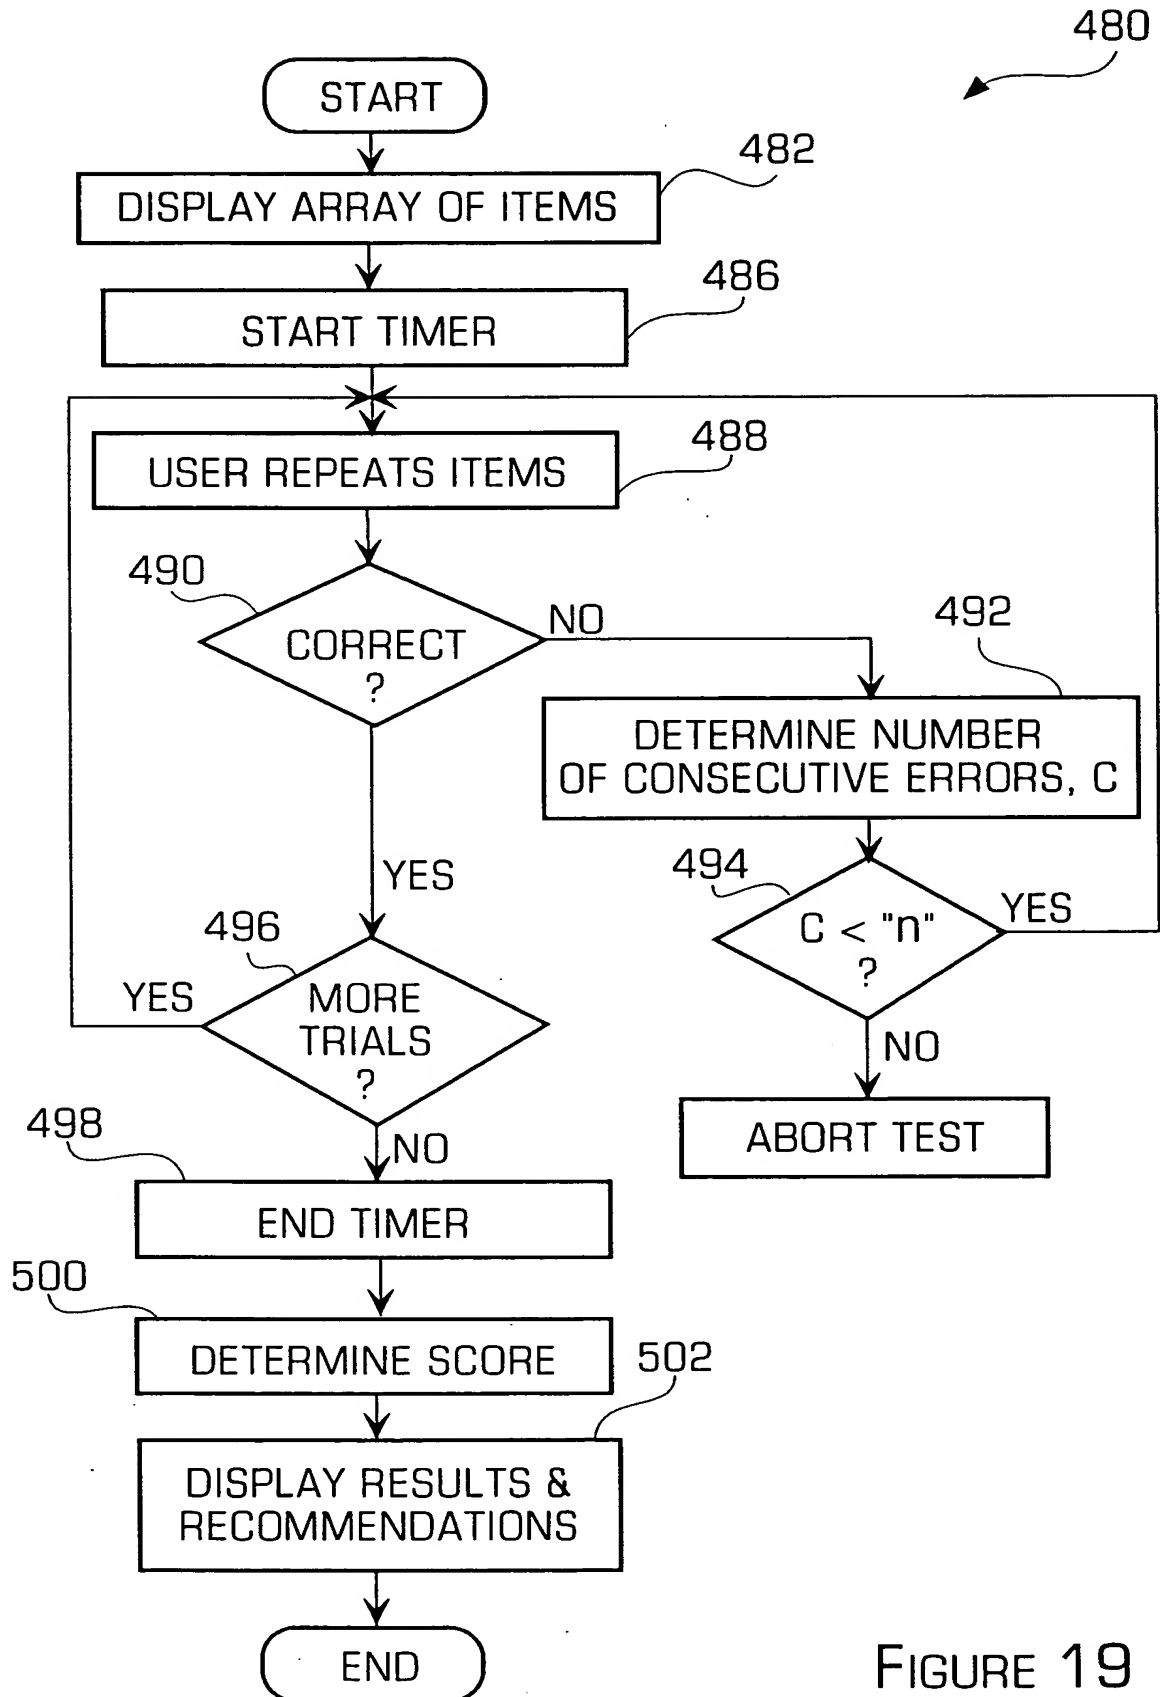 480
START
482
DISPLAY ARRAY OF ITEMS
486
START TIMER
488
USER REPEATS ITEMS
490
CORRECT
?
NO
492
DETERMINE NUMBER
OF CONSECUTIVE ERRORS, C
YES
494
C < "n"
?
YES
NO
ABORT TEST
496
YES
MORE
TRIALS
?
NO
498
END TIMER
500
DETERMINE SCORE
502
DISPLAY RESULTS &
RECOMMENDATIONS
END
FIGURE 19